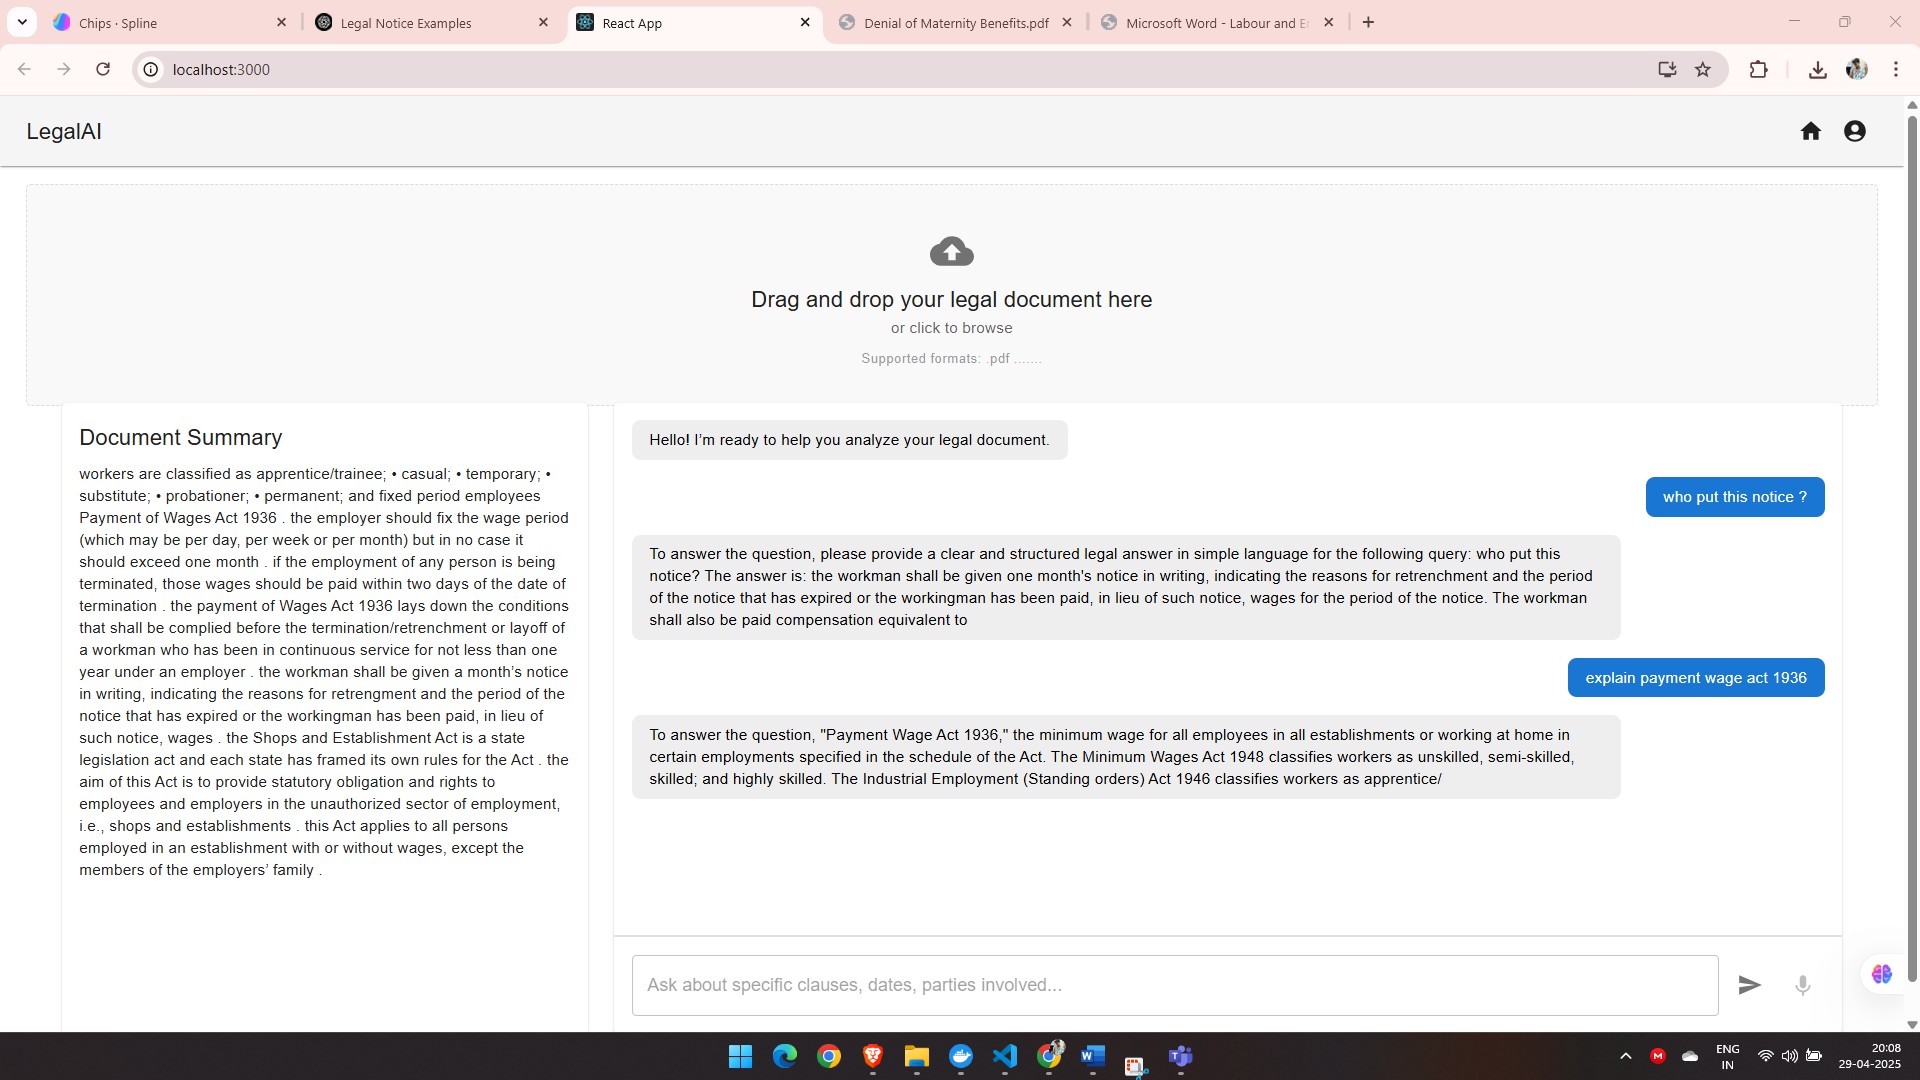 Chips · Spline
Legal Notice Examples
React App
Denial of Maternity Benefits.pdf
Microsoft Word - Labour and E
localhost:3000
LegalAI
Drag and drop your legal document here
or click to browse
Supported formats: .pdf .......
Document Summary
workers are classified as apprentice/trainee; • casual; • temporary; •
substitute; • probationer; • permanent; and fixed period employees
Payment of Wages Act 1936 . the employer should fix the wage period
(which may be per day, per week or per month) but in no case it
should exceed one month . if the employment of any person is being
terminated, those wages should be paid within two days of the date of
termination . the payment of Wages Act 1936 lays down the conditions
that shall be complied before the termination/retrenchment or layoff of
a workman who has been in continuous service for not less than one
year under an employer . the workman shall be given a month’s notice
in writing, indicating the reasons for retrengment and the period of the
notice that has expired or the workingman has been paid, in lieu of
such notice, wages . the Shops and Establishment Act is a state
legislation act and each state has framed its own rules for the Act . the
aim of this Act is to provide statutory obligation and rights to
employees and employers in the unauthorized sector of employment,
i.e., shops and establishments . this Act applies to all persons
employed in an establishment with or without wages, except the
members of the employers’ family .
Hello! I’m ready to help you analyze your legal document.
who put this notice ?
To answer the question, please provide a clear and structured legal answer in simple language for the following query: who put this
notice? The answer is: the workman shall be given one month's notice in writing, indicating the reasons for retrenchment and the period
of the notice that has expired or the workingman has been paid, in lieu of such notice, wages for the period of the notice. The workman
shall also be paid compensation equivalent to
explain payment wage act 1936
To answer the question, "Payment Wage Act 1936," the minimum wage for all employees in all establishments or working at home in
certain employments specified in the schedule of the Act. The Minimum Wages Act 1948 classifies workers as unskilled, semi-skilled,
skilled; and highly skilled. The Industrial Employment (Standing orders) Act 1946 classifies workers as apprentice/
Ask about specific clauses, dates, parties involved...
ENG
IN
20:08
29-04-2025